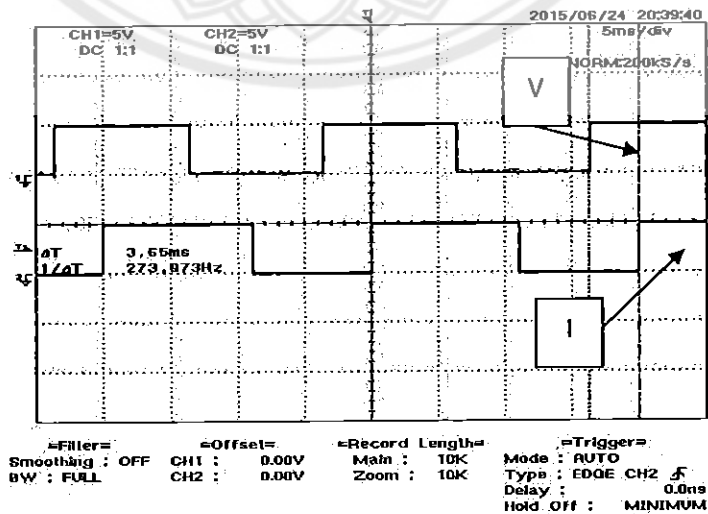 2015/06/24 20:39:40
CH1=5V CH2=5V 5ms/div
DC 1:1 DC 1:1
NORM:200kS/s
V
ΔT 3,65ms
1/ΔT 273,973Hz
I
=Filter= =Offset= =Record Length= =Trigger=
Smoothing : OFF CH1 : 0.00V Main : 10K Mode : AUTO
BW : FULL CH2 : 0.00V Zoom : 10K Type : EDGE CH2
Delay : 0.0ns
Hold Off : MINIMUM